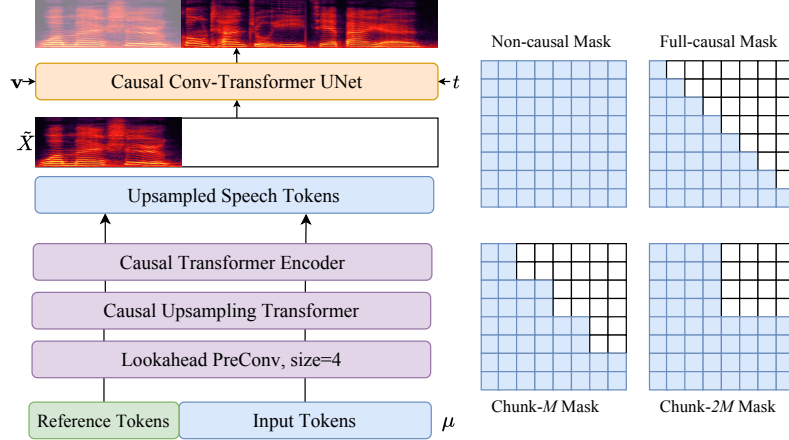 Non-causal Mask
Full-causal Mask
v
Causal Conv-Transformer UNet
t
X̃
Upsampled Speech Tokens
Causal Transformer Encoder
Causal Upsampling Transformer
Lookahead PreConv, size=4
Reference Tokens
Input Tokens
μ
Chunk-M Mask
Chunk-2M Mask